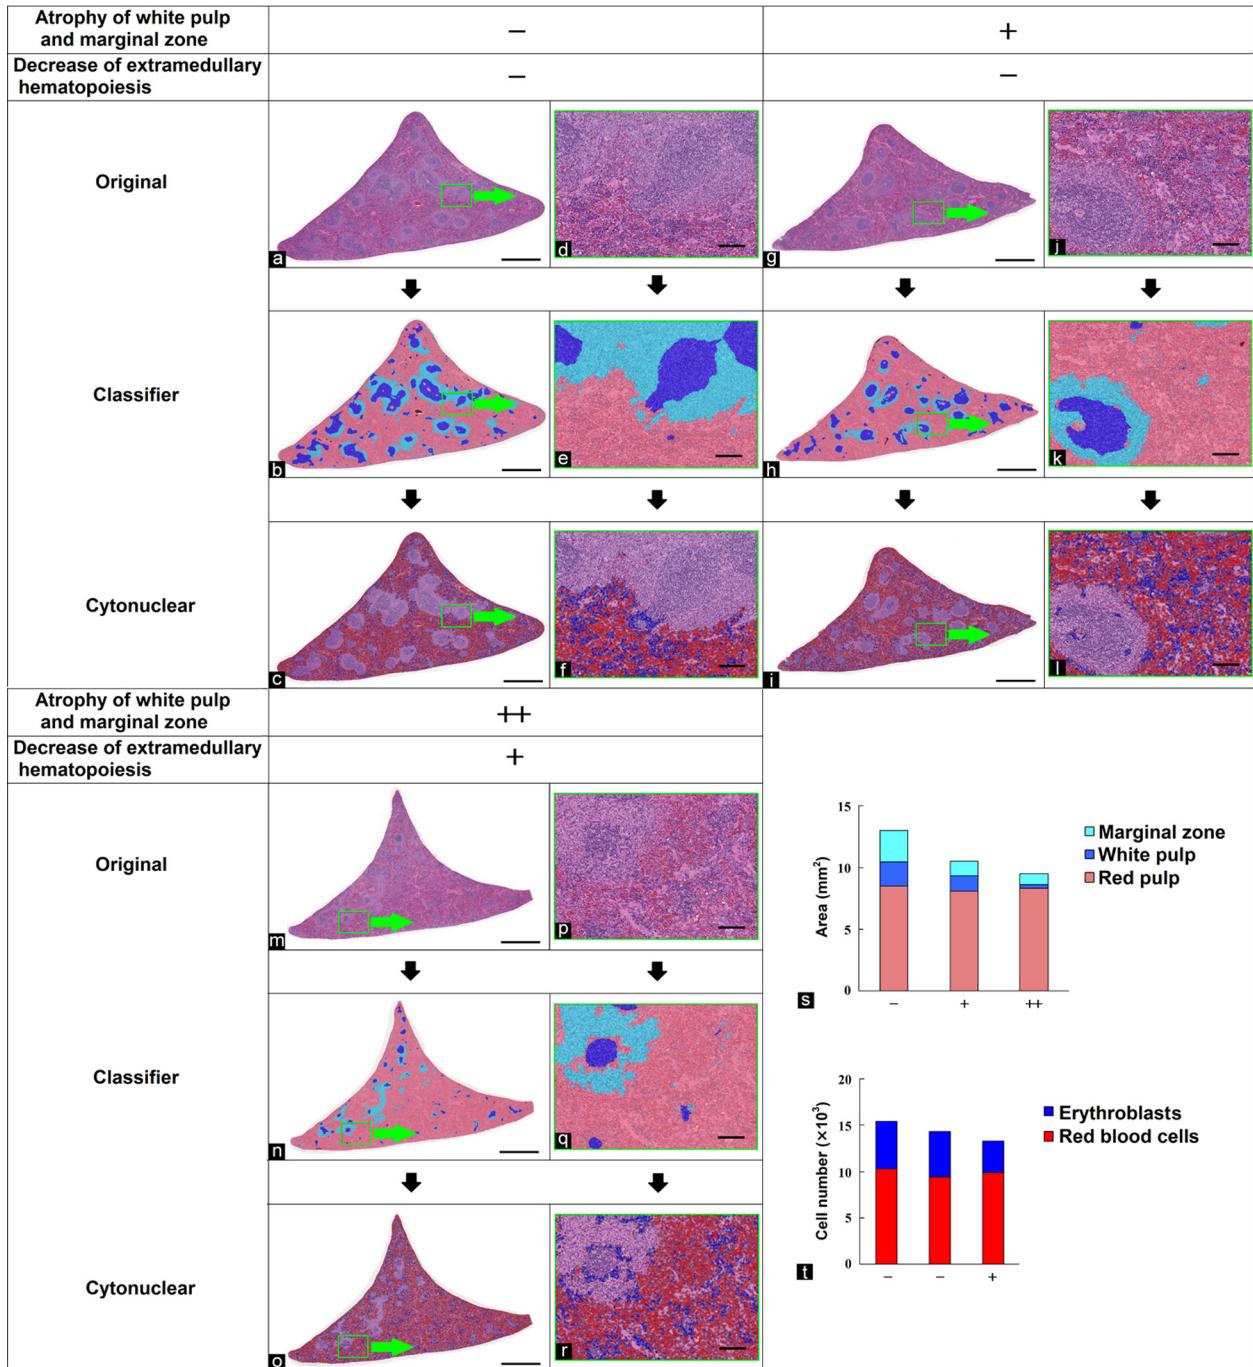 Atrophy of white pulp
and marginal zone
−
+
Decrease of extramedullary
hematopoiesis
−
−
Original
a
d
g
j
Classifier
b
e
h
k
Cytonuclear
c
f
i
l
Atrophy of white pulp
and marginal zone
++
Decrease of extramedullary
hematopoiesis
+
Original
m
p
Classifier
n
q
Cytonuclear
o
r
15
10
5
0
Area (mm²)
Marginal zone
White pulp
Red pulp
s
−
+
++
20
15
10
5
0
Cell number (×10³)
Erythroblasts
Red blood cells
t
−
−
+